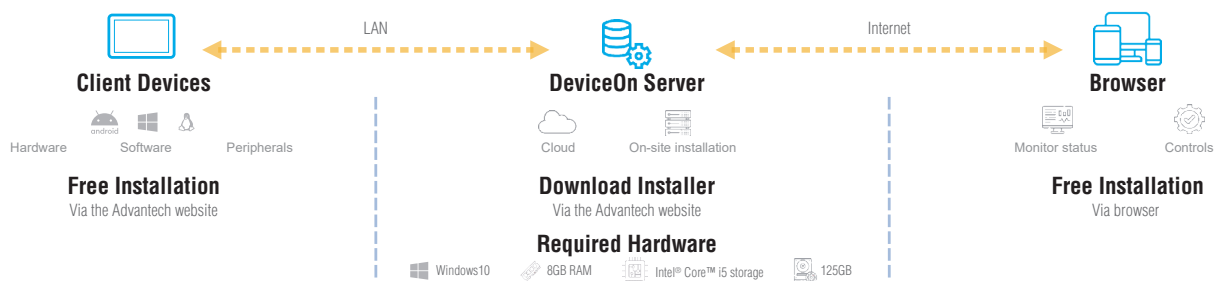 LAN
Internet
Client Devices
DeviceOn Server
Browser
android
Hardware
Software
Peripherals
Cloud
On-site installation
Monitor status
Controls
Free Installation
Via the Advantech website
Download Installer
Via the Advantech website
Free Installation
Via browser
Required Hardware
Windows10
8GB RAM
Intel® Core™ i5 storage
125GB